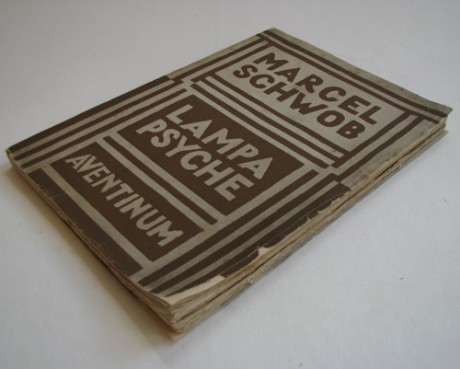 MARCEL
SCHWOB
LAMPA
PSYCHE
AVENTINUM